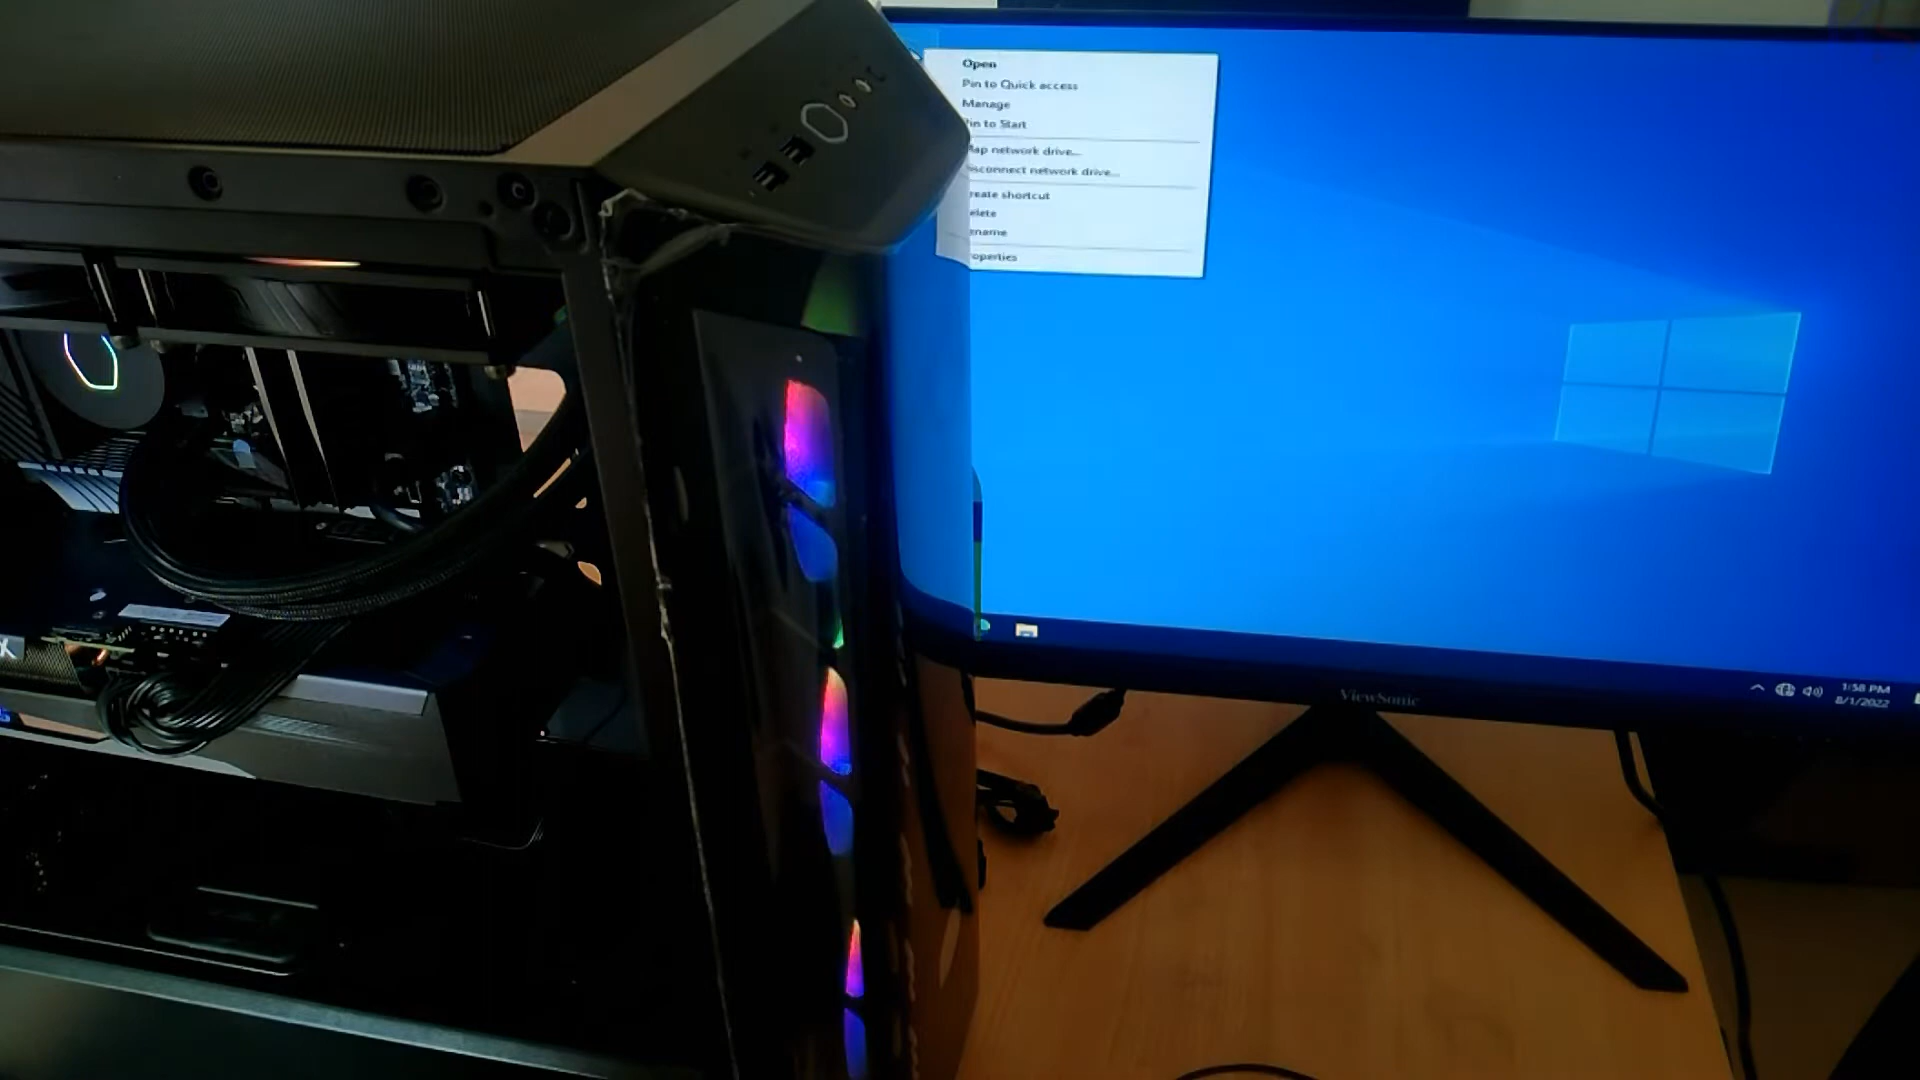 Open
Pin to Quick access
Manage
in to Start
ap network drive...
isconnect network drive...
reate shortcut
elete
ename
operties
ViewSonic
1:58 PM
8/1/2022